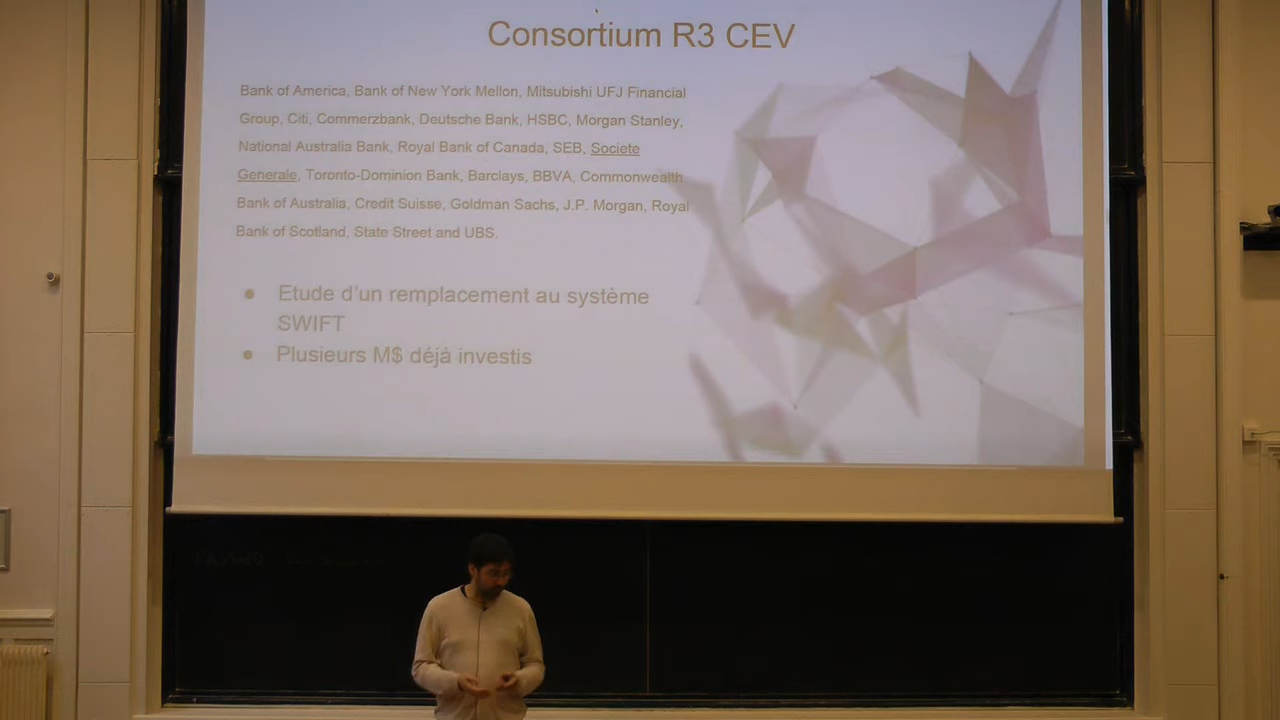 Consortium R3 CEV
Bank of America, Bank of New York Mellon, Mitsubishi UFJ Financial
Group, Citi, Commerzbank, Deutsche Bank, HSBC, Morgan Stanley,
National Australia Bank, Royal Bank of Canada, SEB, Societe
Generale, Toronto-Dominion Bank, Barclays, BBVA, Commonwealth
Bank of Australia, Credit Suisse, Goldman Sachs, J.P. Morgan, Royal
Bank of Scotland, State Street and UBS.
● Etude d'un remplacement au système
SWIFT
● Plusieurs M$ déjà investis